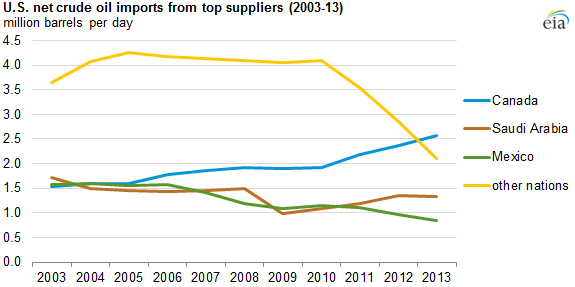 U.S. net crude oil imports from top suppliers (2003-13)
million barrels per day
eia
4.5
4.0
3.5
3.0
2.5
2.0
1.5
1.0
0.5
0.0
2003 2004 2005 2006 2007 2008 2009 2010 2011 2012 2013
Canada
Saudi Arabia
Mexico
other nations